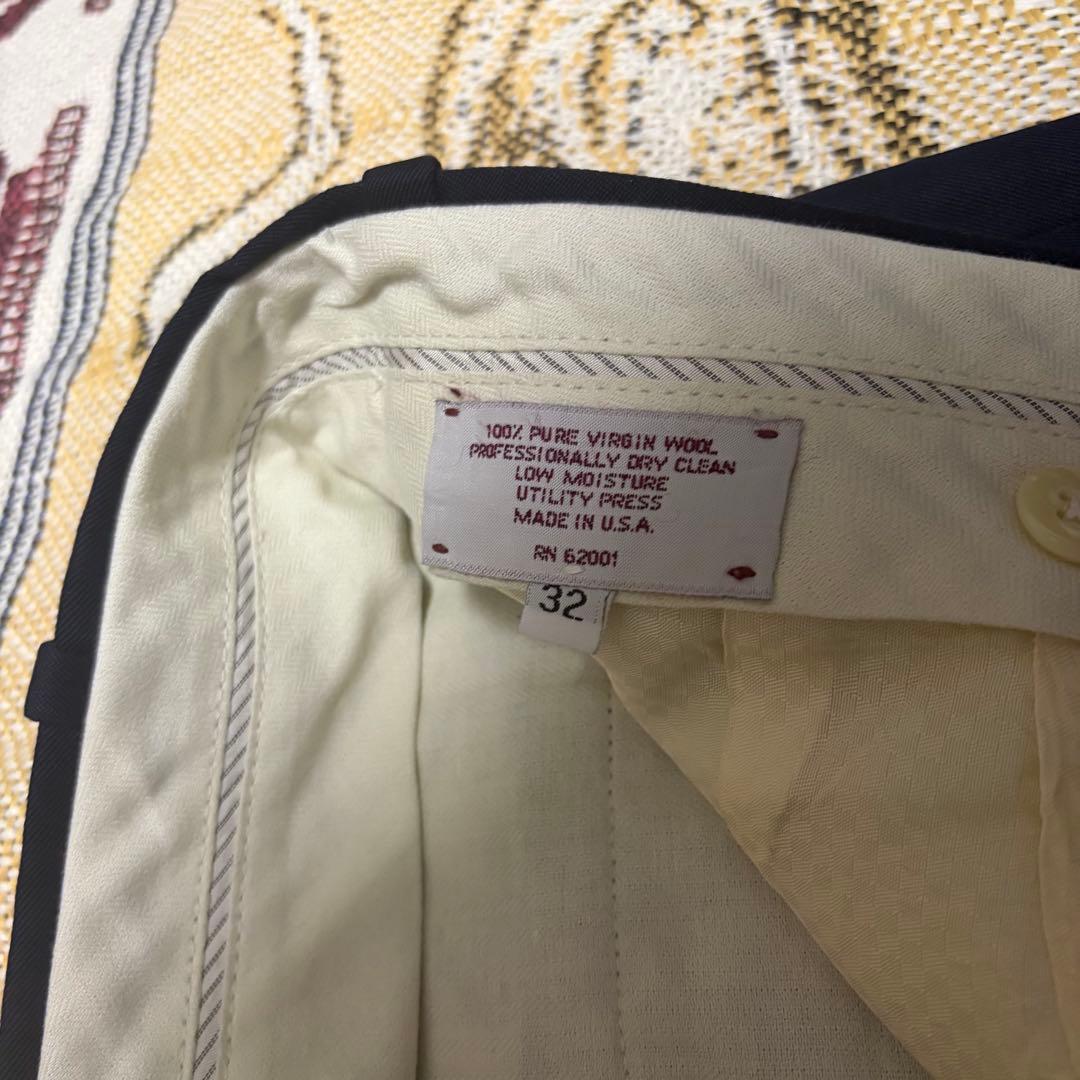 100% PURE VIRGIN WOOL
PROFESSIONALLY DRY CLEAN
LOW MOISTURE
UTILITY PRESS
MADE IN U.S.A.
RN 62001
32